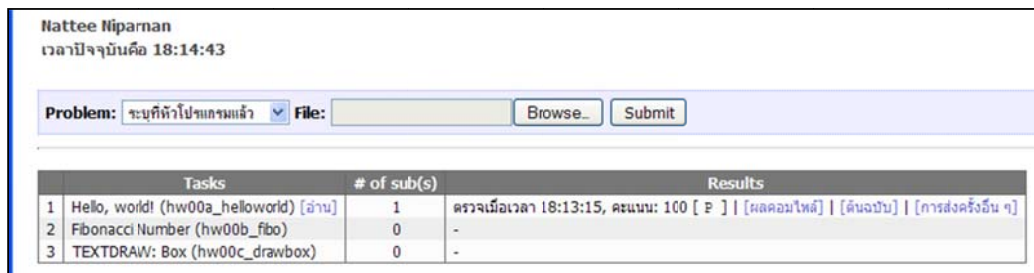 Nattee Niparnan
เวลาปัจจุบันคือ 18:14:43
Problem: ระบุที่หัวโปรแกรมแล้ว File: Browse... Submit
Tasks # of sub(s) Results
1 Hello, world! (hw00a_helloworld) [อ่าน] 1 ตรวจเมื่อเวลา 18:13:15, คะแนน: 100 [ P ] | [ผลคอมไพล์] | [ต้นฉบับ] | [การส่งครั้งอื่น ๆ]
2 Fibonacci Number (hw00b_fibo) 0 -
3 TEXTDRAW: Box (hw00c_drawbox) 0 -